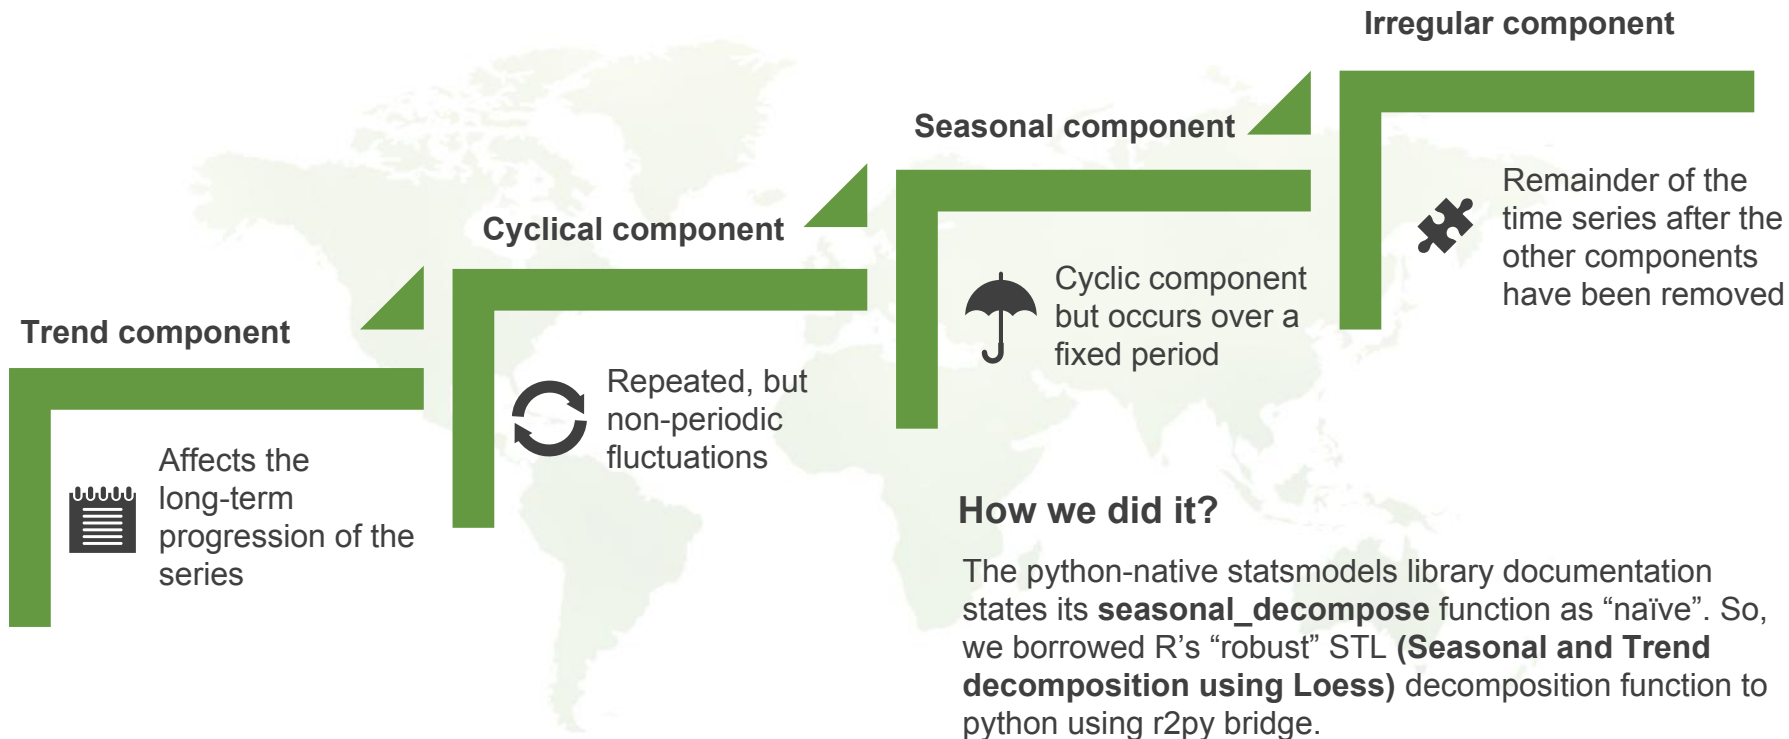 Trend component
Affects the
long-term
progression of the
series
Cyclical component
Repeated, but
non-periodic
fluctuations
Seasonal component
Cyclic component
but occurs over a
fixed period
Irregular component
Remainder of the
time series after the
other components
have been removed
How we did it?
The python-native statsmodels library documentation
states its seasonal_decompose function as “naïve”. So,
we borrowed R’s “robust” STL (Seasonal and Trend
decomposition using Loess) decomposition function to
python using r2py bridge.